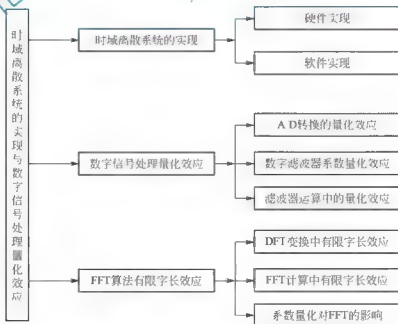 时域离散系统的实现与数字信号处理量化效应
时域离散系统的实现
硬件实现
软件实现
数字信号处理量化效应
A/D转换的量化效应
数字滤波器系数量化效应
滤波器运算中的量化效应
FFT算法有限字长效应
DFT变换中有限字长效应
FFT计算中有限字长效应
系数量化对FFT的影响